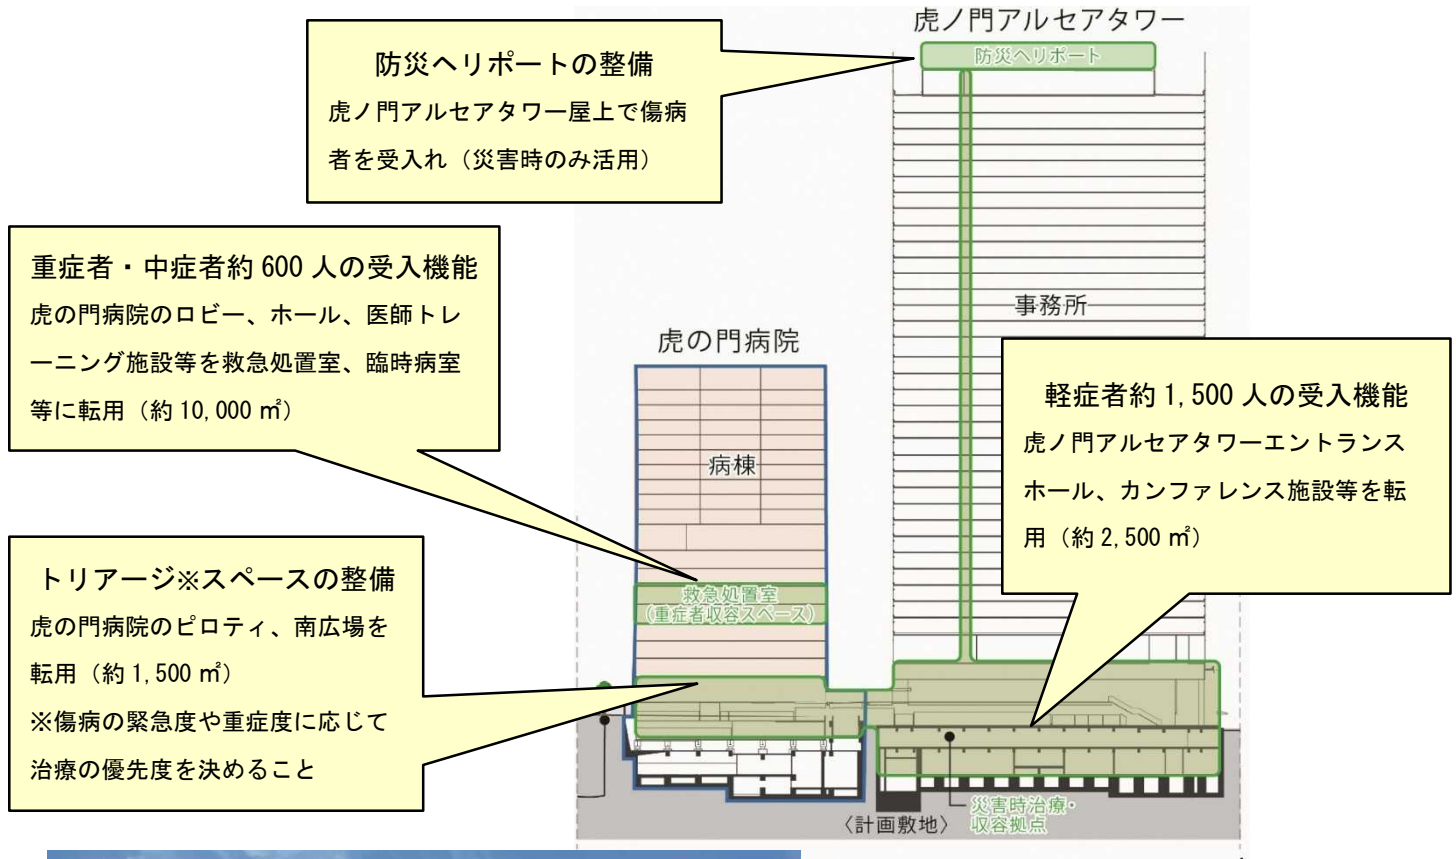 虎ノ門アルセアタワー
防災ヘリポート
防災ヘリポートの整備
虎ノ門アルセアタワー屋上で傷病
者を受入れ（災害時のみ活用）
重症者・中症者約 600 人の受入機能
虎の門病院のロビー、ホール、医師トレ
ーニング施設等を救急処置室、臨時病室
等に転用（約 10,000 ㎡）
事務所
虎の門病院
病棟
軽症者約 1,500 人の受入機能
虎ノ門アルセアタワーエントランス
ホール、カンファレンス施設等を転
用（約 2,500 ㎡）
救急処置室
（重症者収容スペース）
トリアージ※スペースの整備
虎の門病院のピロティ、南広場を
転用（約 1,500 ㎡）
※傷病の緊急度や重症度に応じて
治療の優先度を決めること
災害時治療・
収容拠点
〈計画敷地〉